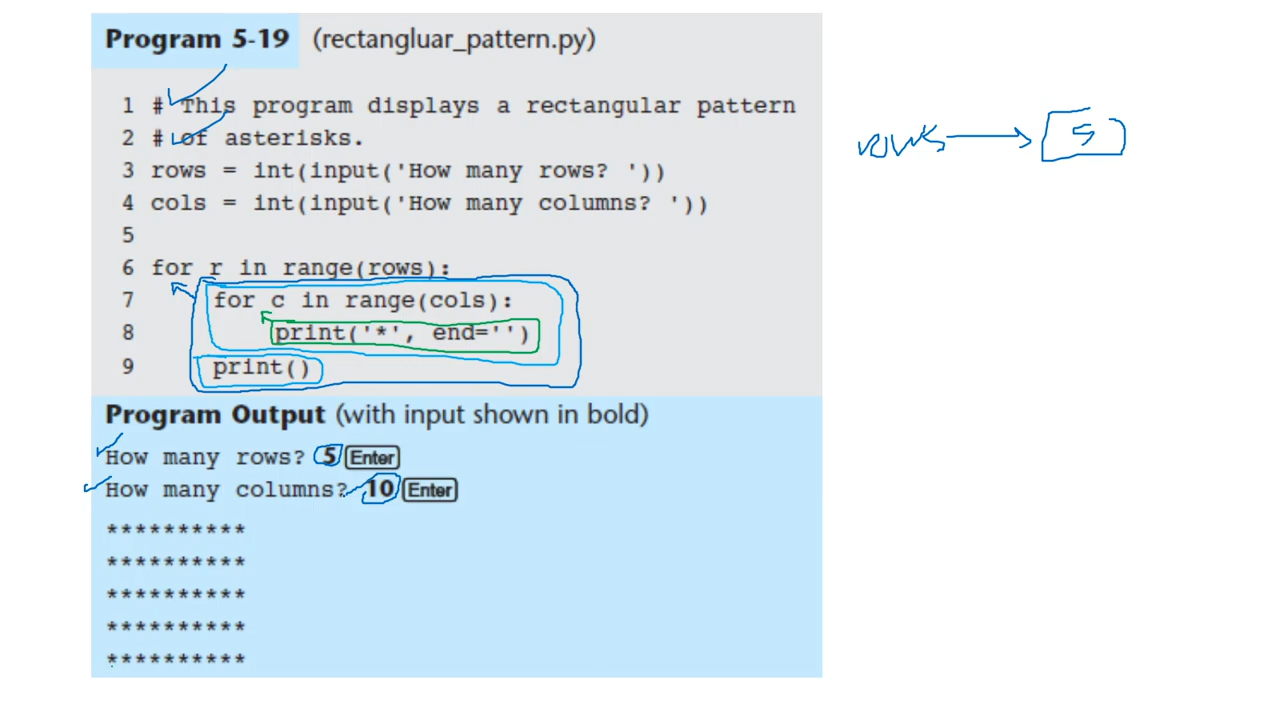 Program 5-19 (rectangluar_pattern.py)
1 # This program displays a rectangular pattern
2 # of asterisks.
3 rows = int(input('How many rows? '))
4 cols = int(input('How many columns? '))
5
6 for r in range(rows):
7     for c in range(cols):
8         print('*', end='')
9     print()
Program Output (with input shown in bold)
How many rows? 5 Enter
How many columns? 10 Enter
**********
**********
**********
**********
**********
rows 5